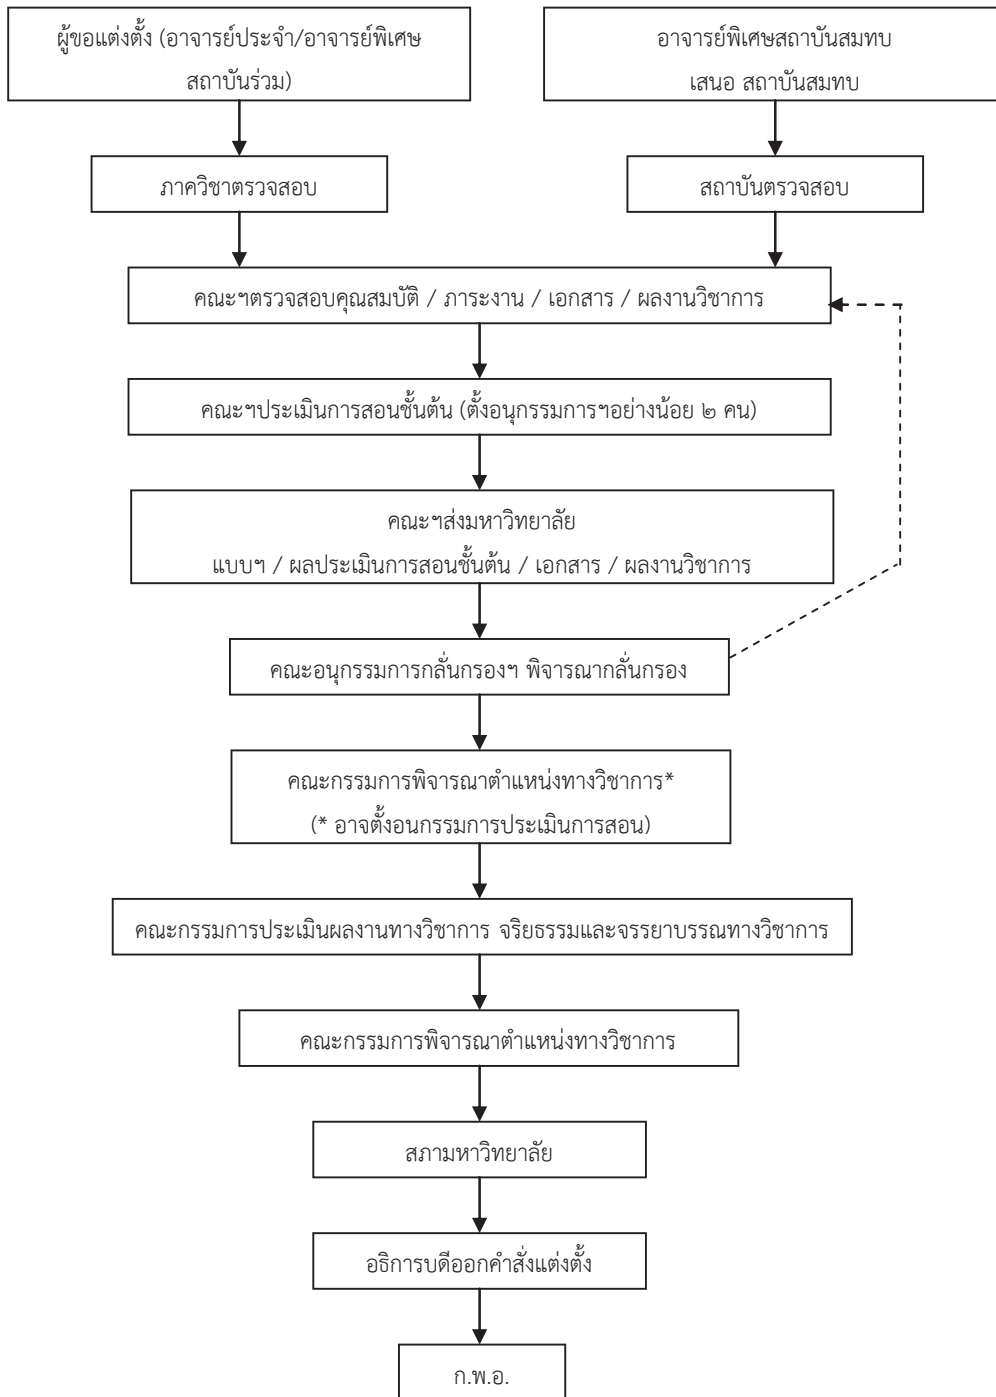 ผู้ขอแต่งตั้ง (อาจารย์ประจำ/อาจารย์พิเศษ
สถาบันร่วม)
อาจารย์พิเศษสถาบันสมทบ
เสนอ สถาบันสมทบ
ภาควิชาตรวจสอบ
สถาบันตรวจสอบ
คณะฯตรวจสอบคุณสมบัติ / ภาระงาน / เอกสาร / ผลงานวิชาการ
คณะฯประเมินการสอนชั้นต้น (ตั้งอนุกรรมการฯอย่างน้อย ๒ คน)
คณะฯส่งมหาวิทยาลัย
แบบฯ / ผลประเมินการสอนชั้นต้น / เอกสาร / ผลงานวิชาการ
คณะอนุกรรมการกลั่นกรองฯ พิจารณากลั่นกรอง
คณะกรรมการพิจารณาตำแหน่งทางวิชาการ*
(* อาจตั้งอนกรรมการประเมินการสอน)
คณะกรรมการประเมินผลงานทางวิชาการ จริยธรรมและจรรยาบรรณทางวิชาการ
คณะกรรมการพิจารณาตำแหน่งทางวิชาการ
สภามหาวิทยาลัย
อธิการบดีออกคำสั่งแต่งตั้ง
ก.พ.อ.